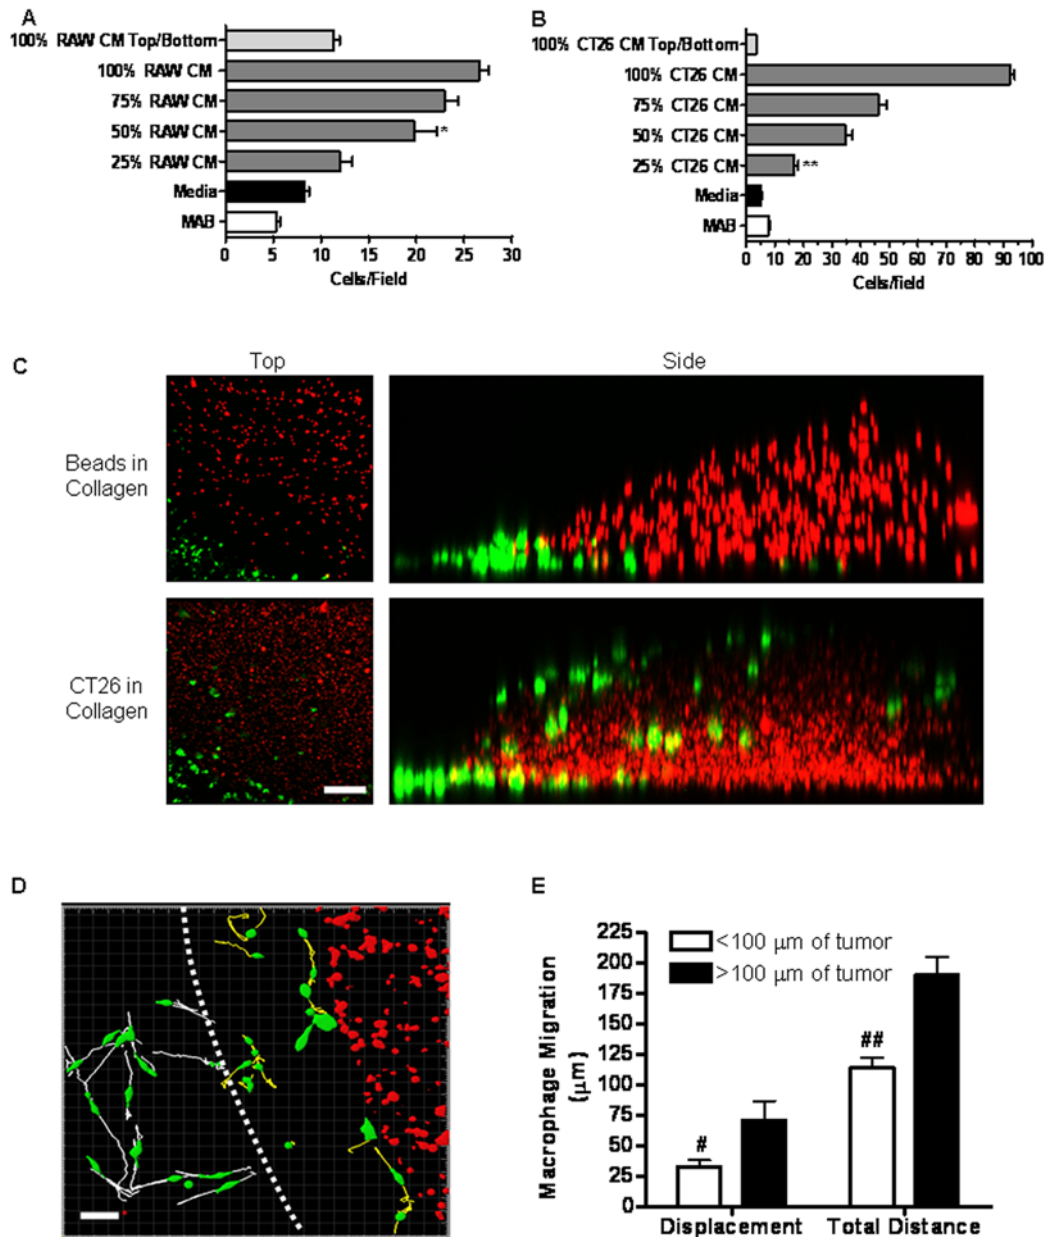 A
100% RAW CM Top/Bottom
100% RAW CM
75% RAW CM
50% RAW CM
*
25% RAW CM
Media
MAB
0 5 10 15 20 25 30
Cells/Field
B
100% CT26 CM Top/Bottom
100% CT26 CM
75% CT26 CM
50% CT26 CM
25% CT26 CM
**
Media
MAB
0 10 20 30 40 50 60 70 80 90 100
Cells/field
C
Top
Side
Beads in
Collagen
CT26 in
Collagen
D
E
225
200
175
150
125
100
75
50
25
0
Macrophage Migration
(μm)
<100 μm of tumor
>100 μm of tumor
#
##
Displacement
Total Distance